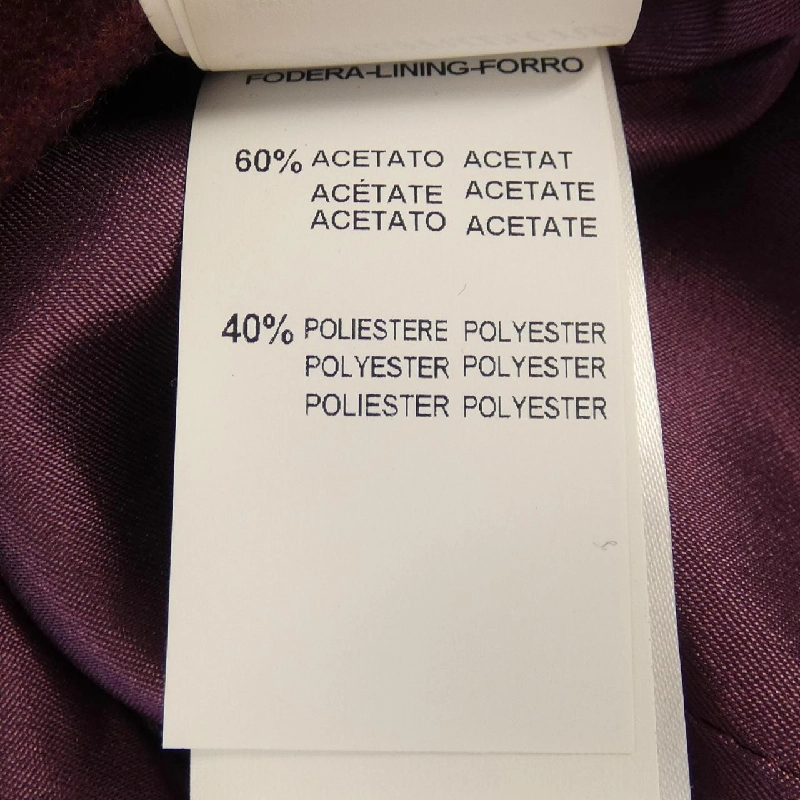 FODERA-LINING-FORRO
60% ACETATO ACETAT
ACÉTATE ACETATE
ACETATO ACETATE
40% POLIESTERE POLYESTER
POLYESTER POLYESTER
POLIESTER POLYESTER